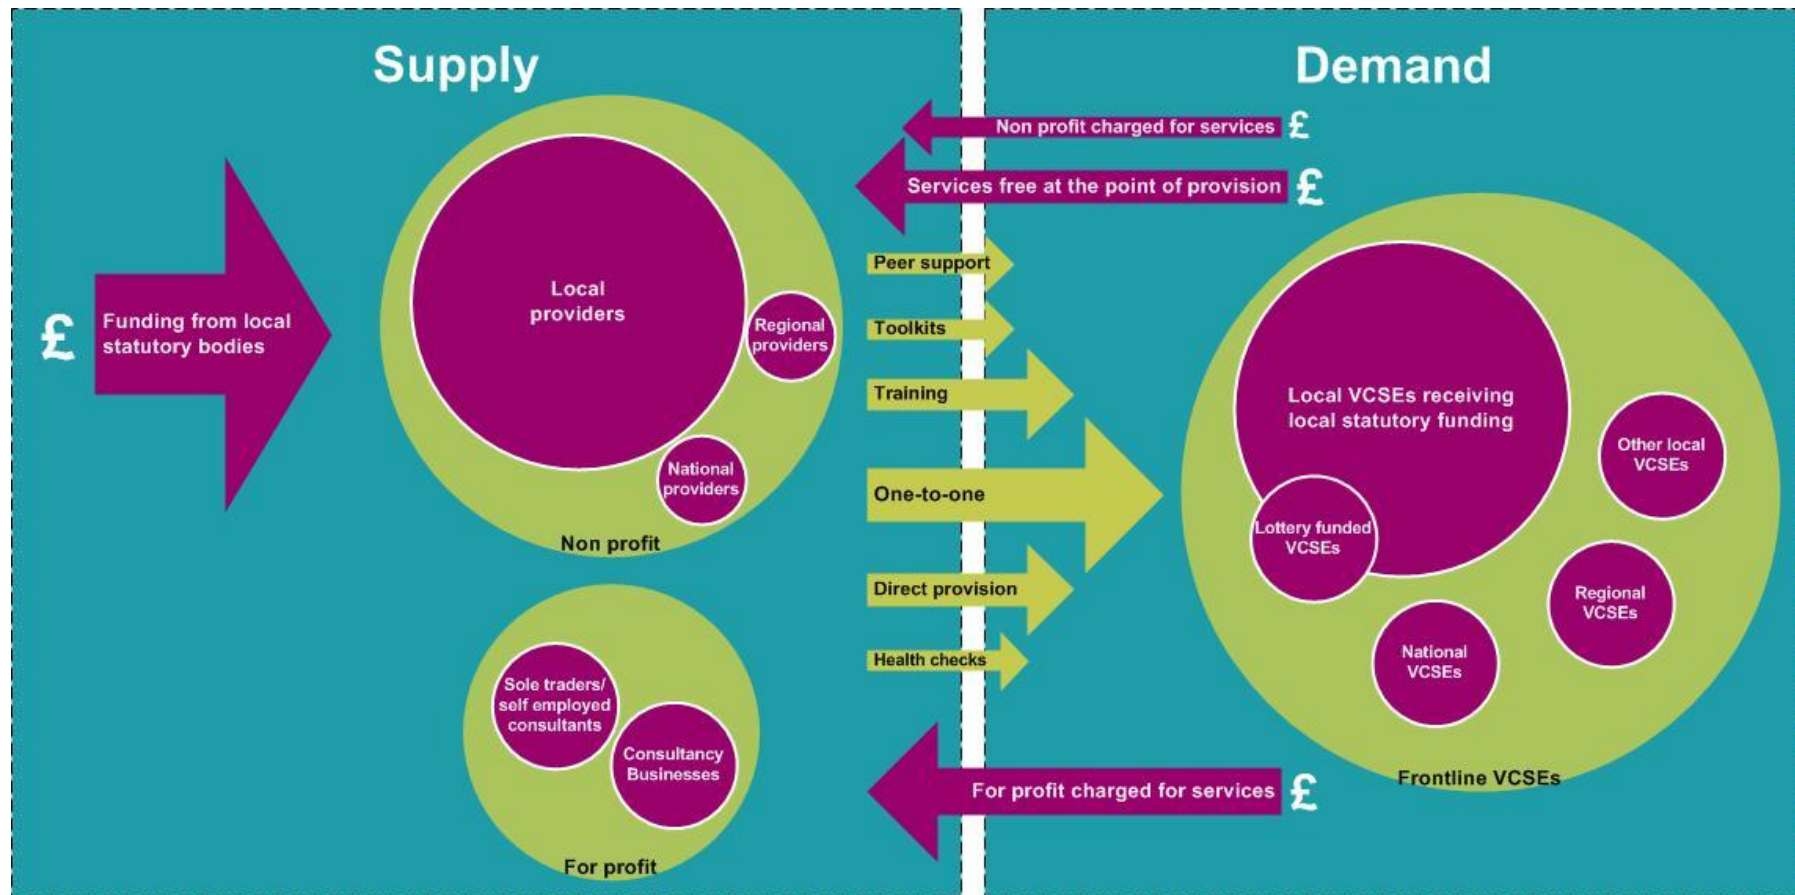 Supply
£
Funding from local
statutory bodies
Local
providers
Regional
providers
National
providers
Non profit
Sole traders/
self employed
consultants
Consultancy
Businesses
For profit
Demand
Non profit charged for services £
Services free at the point of provision £
Peer support
Toolkits
Training
One-to-one
Direct provision
Health checks
For profit charged for services £
Local VCSEs receiving
local statutory funding
Other local
VCSEs
Lottery funded
VCSEs
Regional
VCSEs
National
VCSEs
Frontline VCSEs